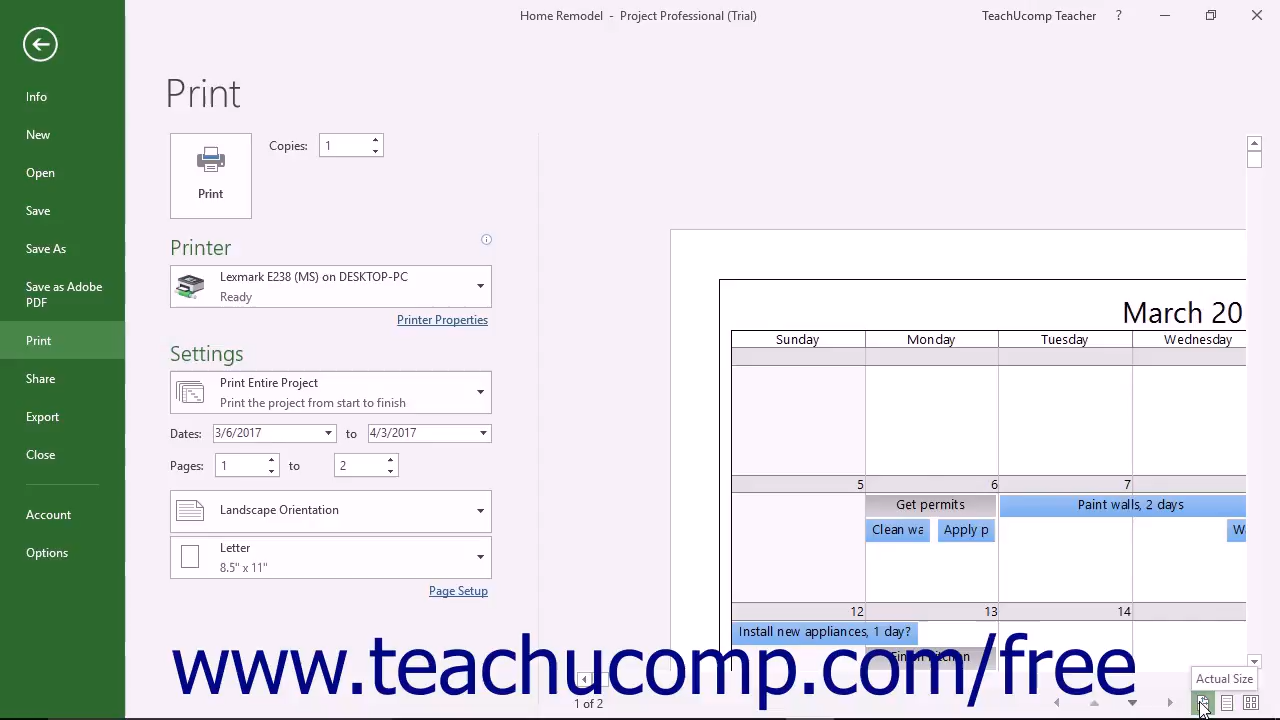 Home Remodel - Project Professional (Trial)
TeachUcomp Teacher ?
Info
New
Open
Save
Save As
Save as Adobe
PDF
Print
Share
Export
Close
Account
Options
Print
Print
Copies: 1
Printer
Lexmark E238 (MS) on DESKTOP-PC
Ready
Printer Properties
Settings
Print Entire Project
Print the project from start to finish
Dates: 3/6/2017 to 4/3/2017
Pages: 1 to 2
Landscape Orientation
Letter
8.5" x 11"
Page Setup
March 20
Sunday Monday Tuesday Wednesday
5 6 7
Get permits Paint walls, 2 days
Clean wa Apply p W
12 13 14
Install new appliances, 1 day?
Finish kitchen
www.teachucomp.com/free
Actual Size
1 of 2